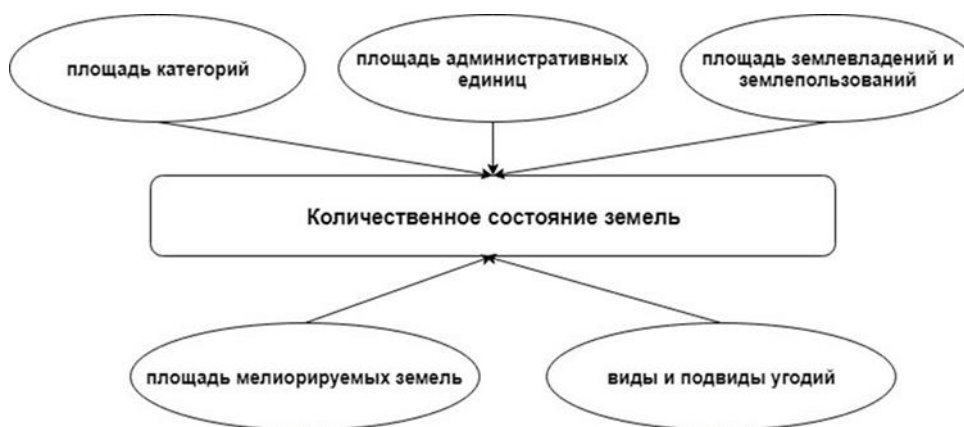 площадь категорий
площадь административных
единиц
площадь землевладений и
землепользований
Количественное состояние земель
площадь мелиорируемых земель
виды и подвиды угодий